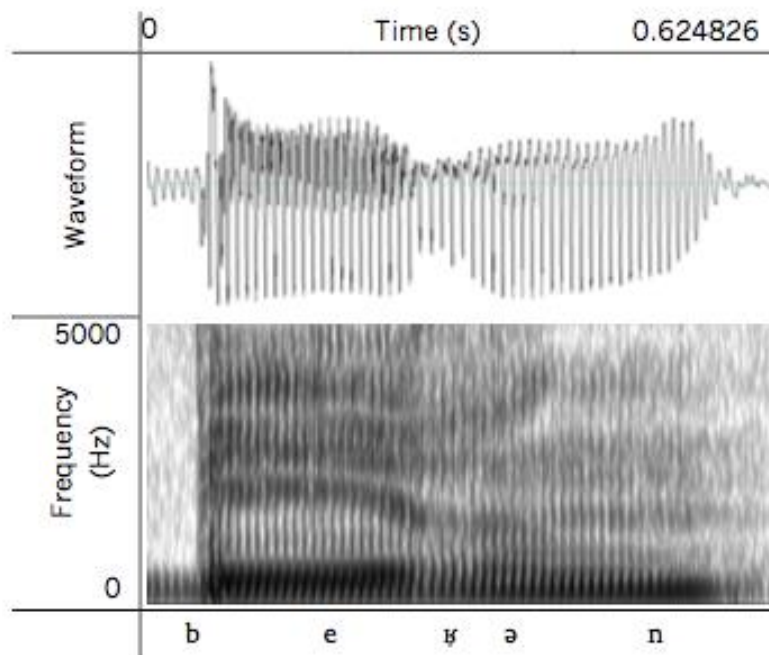 0 Time (s) 0.624826
Waveform
5000
Frequency
(Hz)
0
b e ʁ ə n